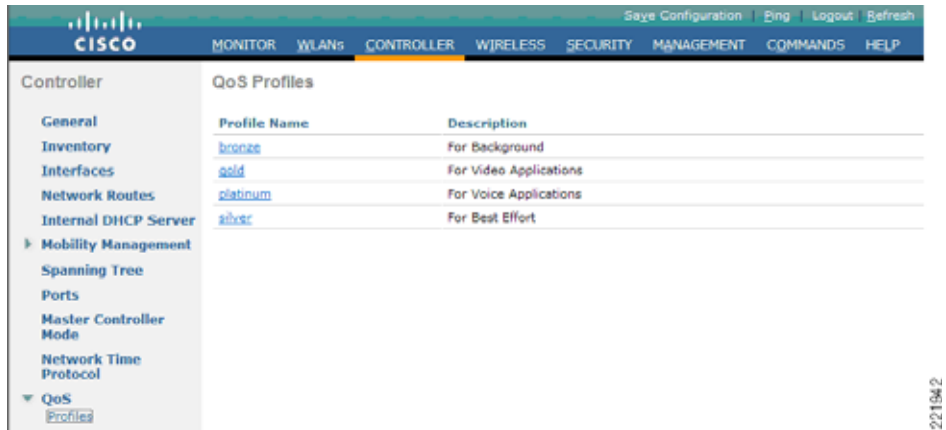 Save Configuration | Ping | Logout | Refresh
CISCO
MONITOR WLANs CONTROLLER WIRELESS SECURITY MANAGEMENT COMMANDS HELP
Controller
General
Inventory
Interfaces
Network Routes
Internal DHCP Server
Mobility Management
Spanning Tree
Ports
Master Controller
Mode
Network Time
Protocol
QoS
Profiles
QoS Profiles
Profile Name Description
bronze For Background
gold For Video Applications
platinum For Voice Applications
silver For Best Effort
221942